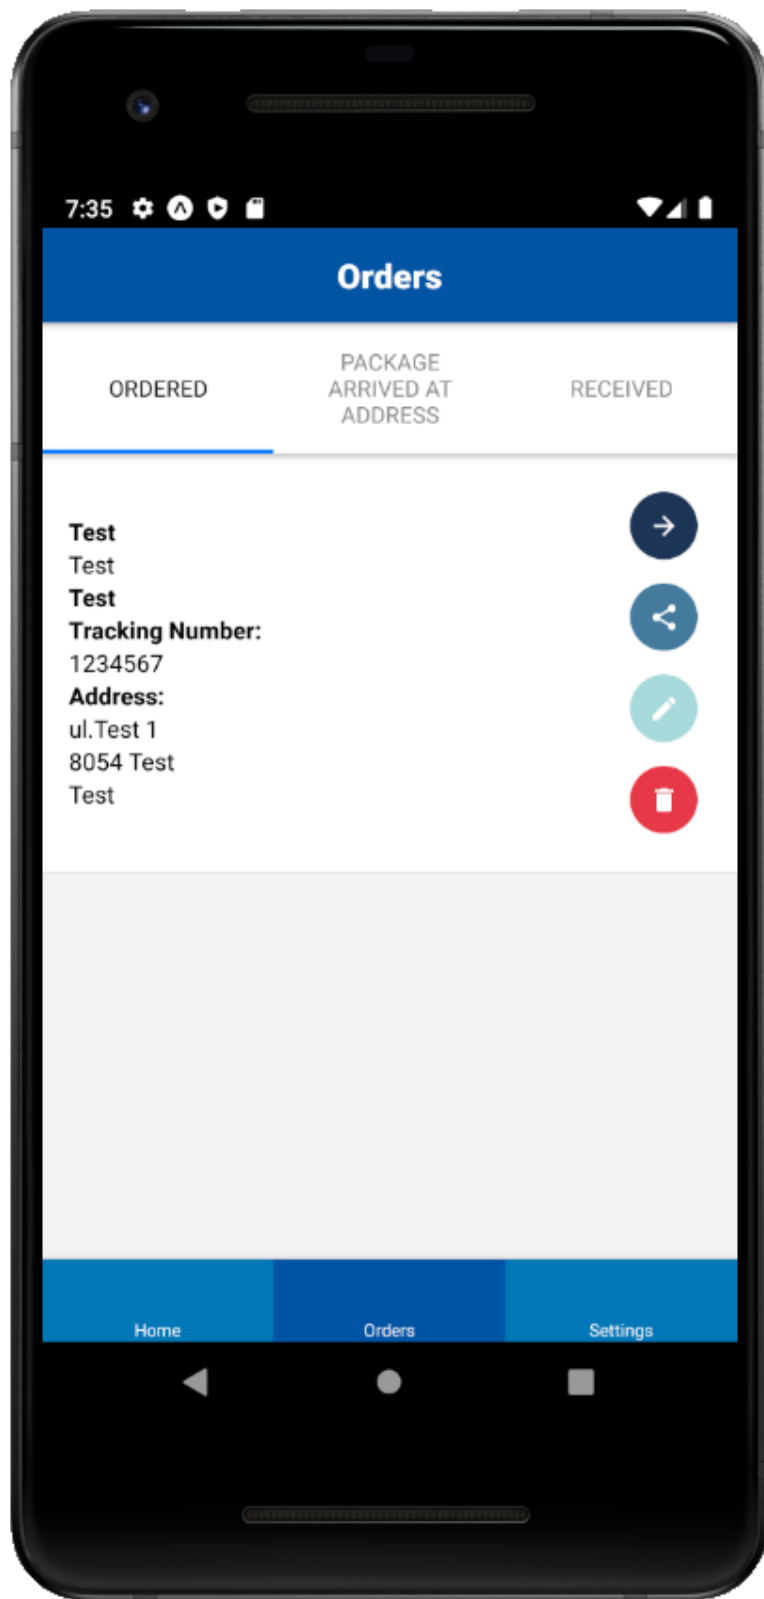 7:35
Orders
ORDERED
PACKAGE
ARRIVED AT
ADDRESS
RECEIVED
Test
Test
Test
Tracking Number:
1234567
Address:
ul.Test 1
8054 Test
Test
Home
Orders
Settings